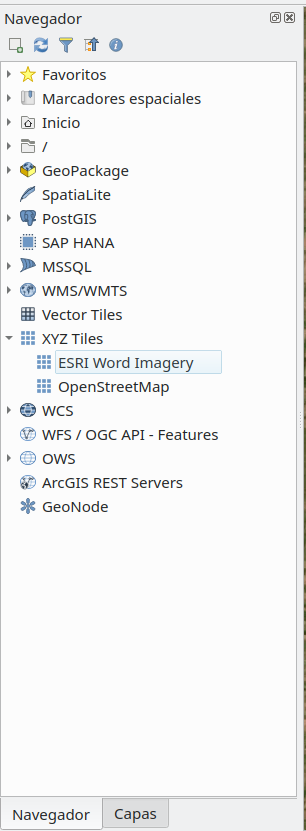 Navegador
Favoritos
Marcadores espaciales
Inicio
/
GeoPackage
SpatiaLite
PostGIS
SAP HANA
MSSQL
WMS/WMTS
Vector Tiles
XYZ Tiles
ESRI Word Imagery
OpenStreetMap
WCS
WFS / OGC API - Features
OWS
ArcGIS REST Servers
GeoNode
Navegador Capas